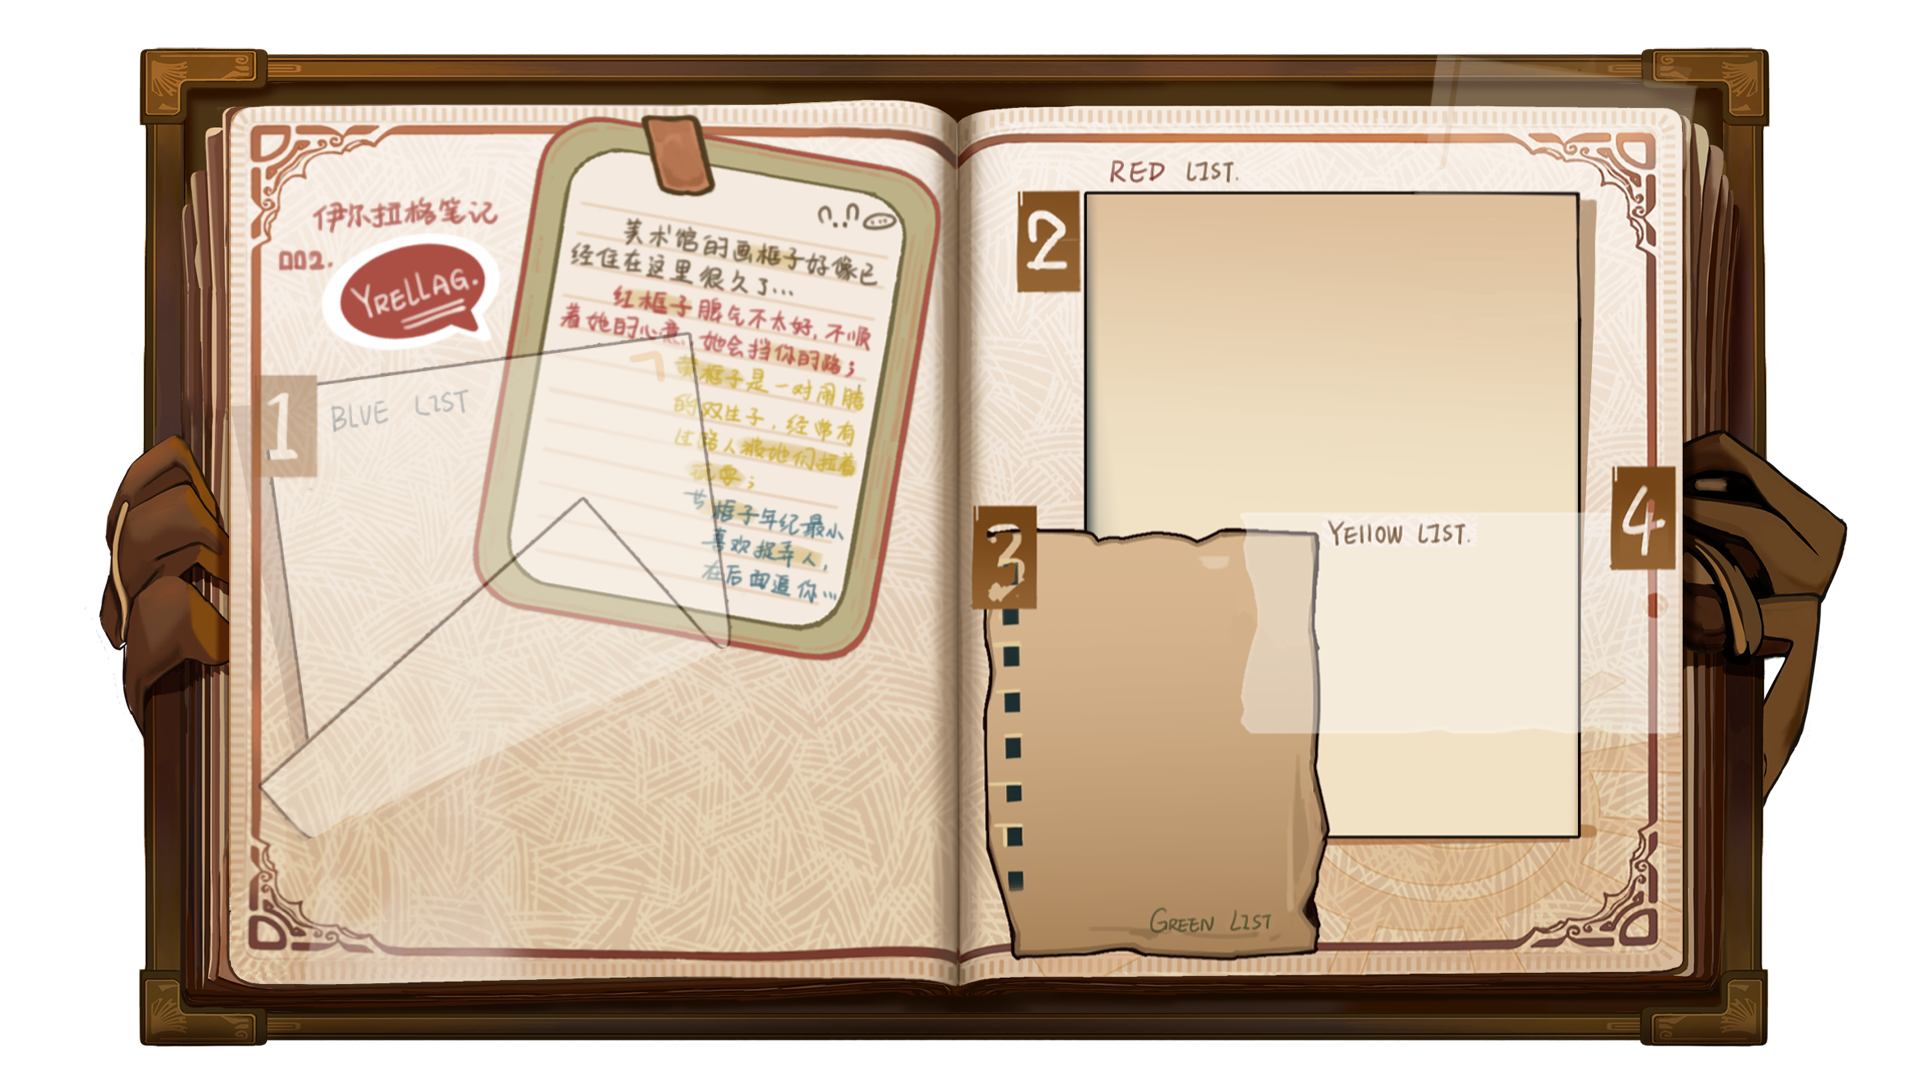 伊尔拉格笔记
002.
YRELLAG.
美术馆的画框子好像已
经住在这里很久了...
红框子脾气不太好,不顺
着她的心意,她会挡你的路;
黄框子是一对闹腾
的双生子,经常有
过路人被她们拉着
玩耍;
框子年纪最小
喜欢捉弃人,
在后面追你...
1
BLUE LIST
RED LIST.
2
3
GREEN LIST
YELLOW LIST.
4